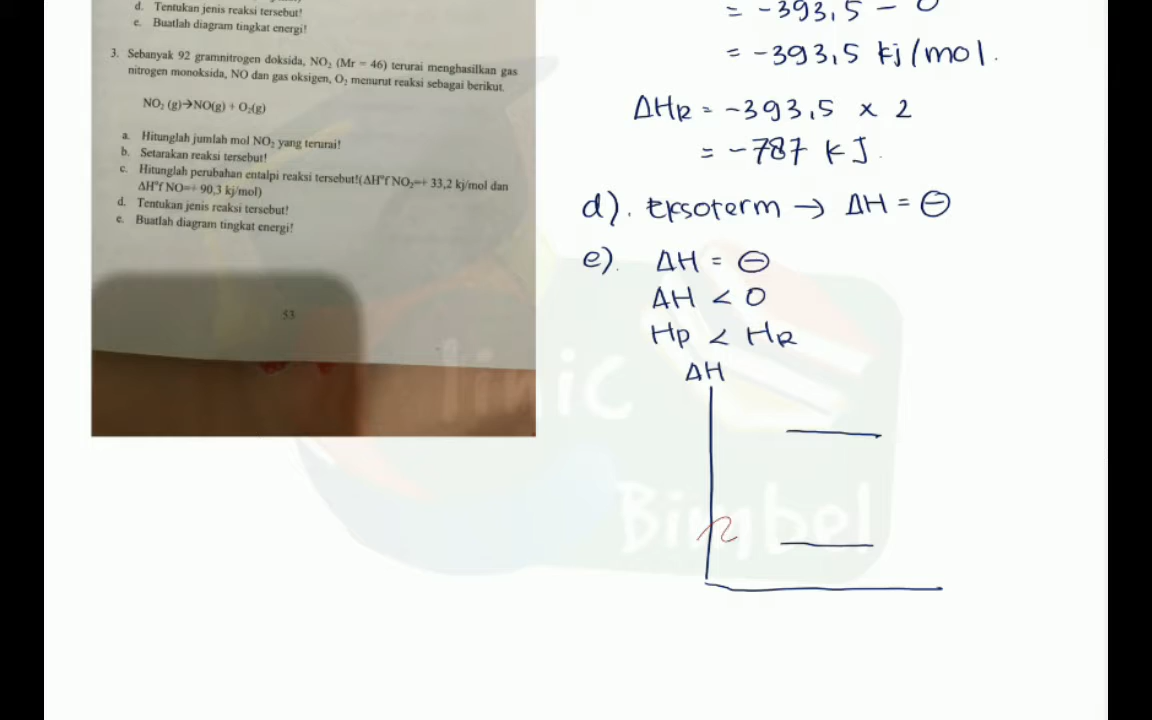 d. Tentukan jenis reaksi tersebut!
e. Buatlah diagram tingkat energi!
3. Sebanyak 92 gramnitrogen doksida, NO₂ (Mr = 46) terurai menghasilkan gas
nitrogen monoksida, NO dan gas oksigen, O₂ menurut reaksi sebagai berikut.
NO₂ (g)→NO(g) + O₂(g)
a. Hitunglah jumlah mol NO₂ yang terurai!
b. Setarakan reaksi tersebut!
c. Hitunglah perubahan entalpi reaksi tersebut!(ΔH°f NO₂=+ 33,2 kj/mol dan
ΔH°f NO=+ 90,3 kj/mol)
d. Tentukan jenis reaksi tersebut!
e. Buatlah diagram tingkat energi!
53
= -393,5 - 0
= -393,5 kj/mol.
ΔHR = -393,5 x 2
= -787 kJ.
d). Eksoterm → ΔH = ⊖
e). ΔH = ⊖
ΔH < 0
Hp < HR
ΔH
linic
Bimbel